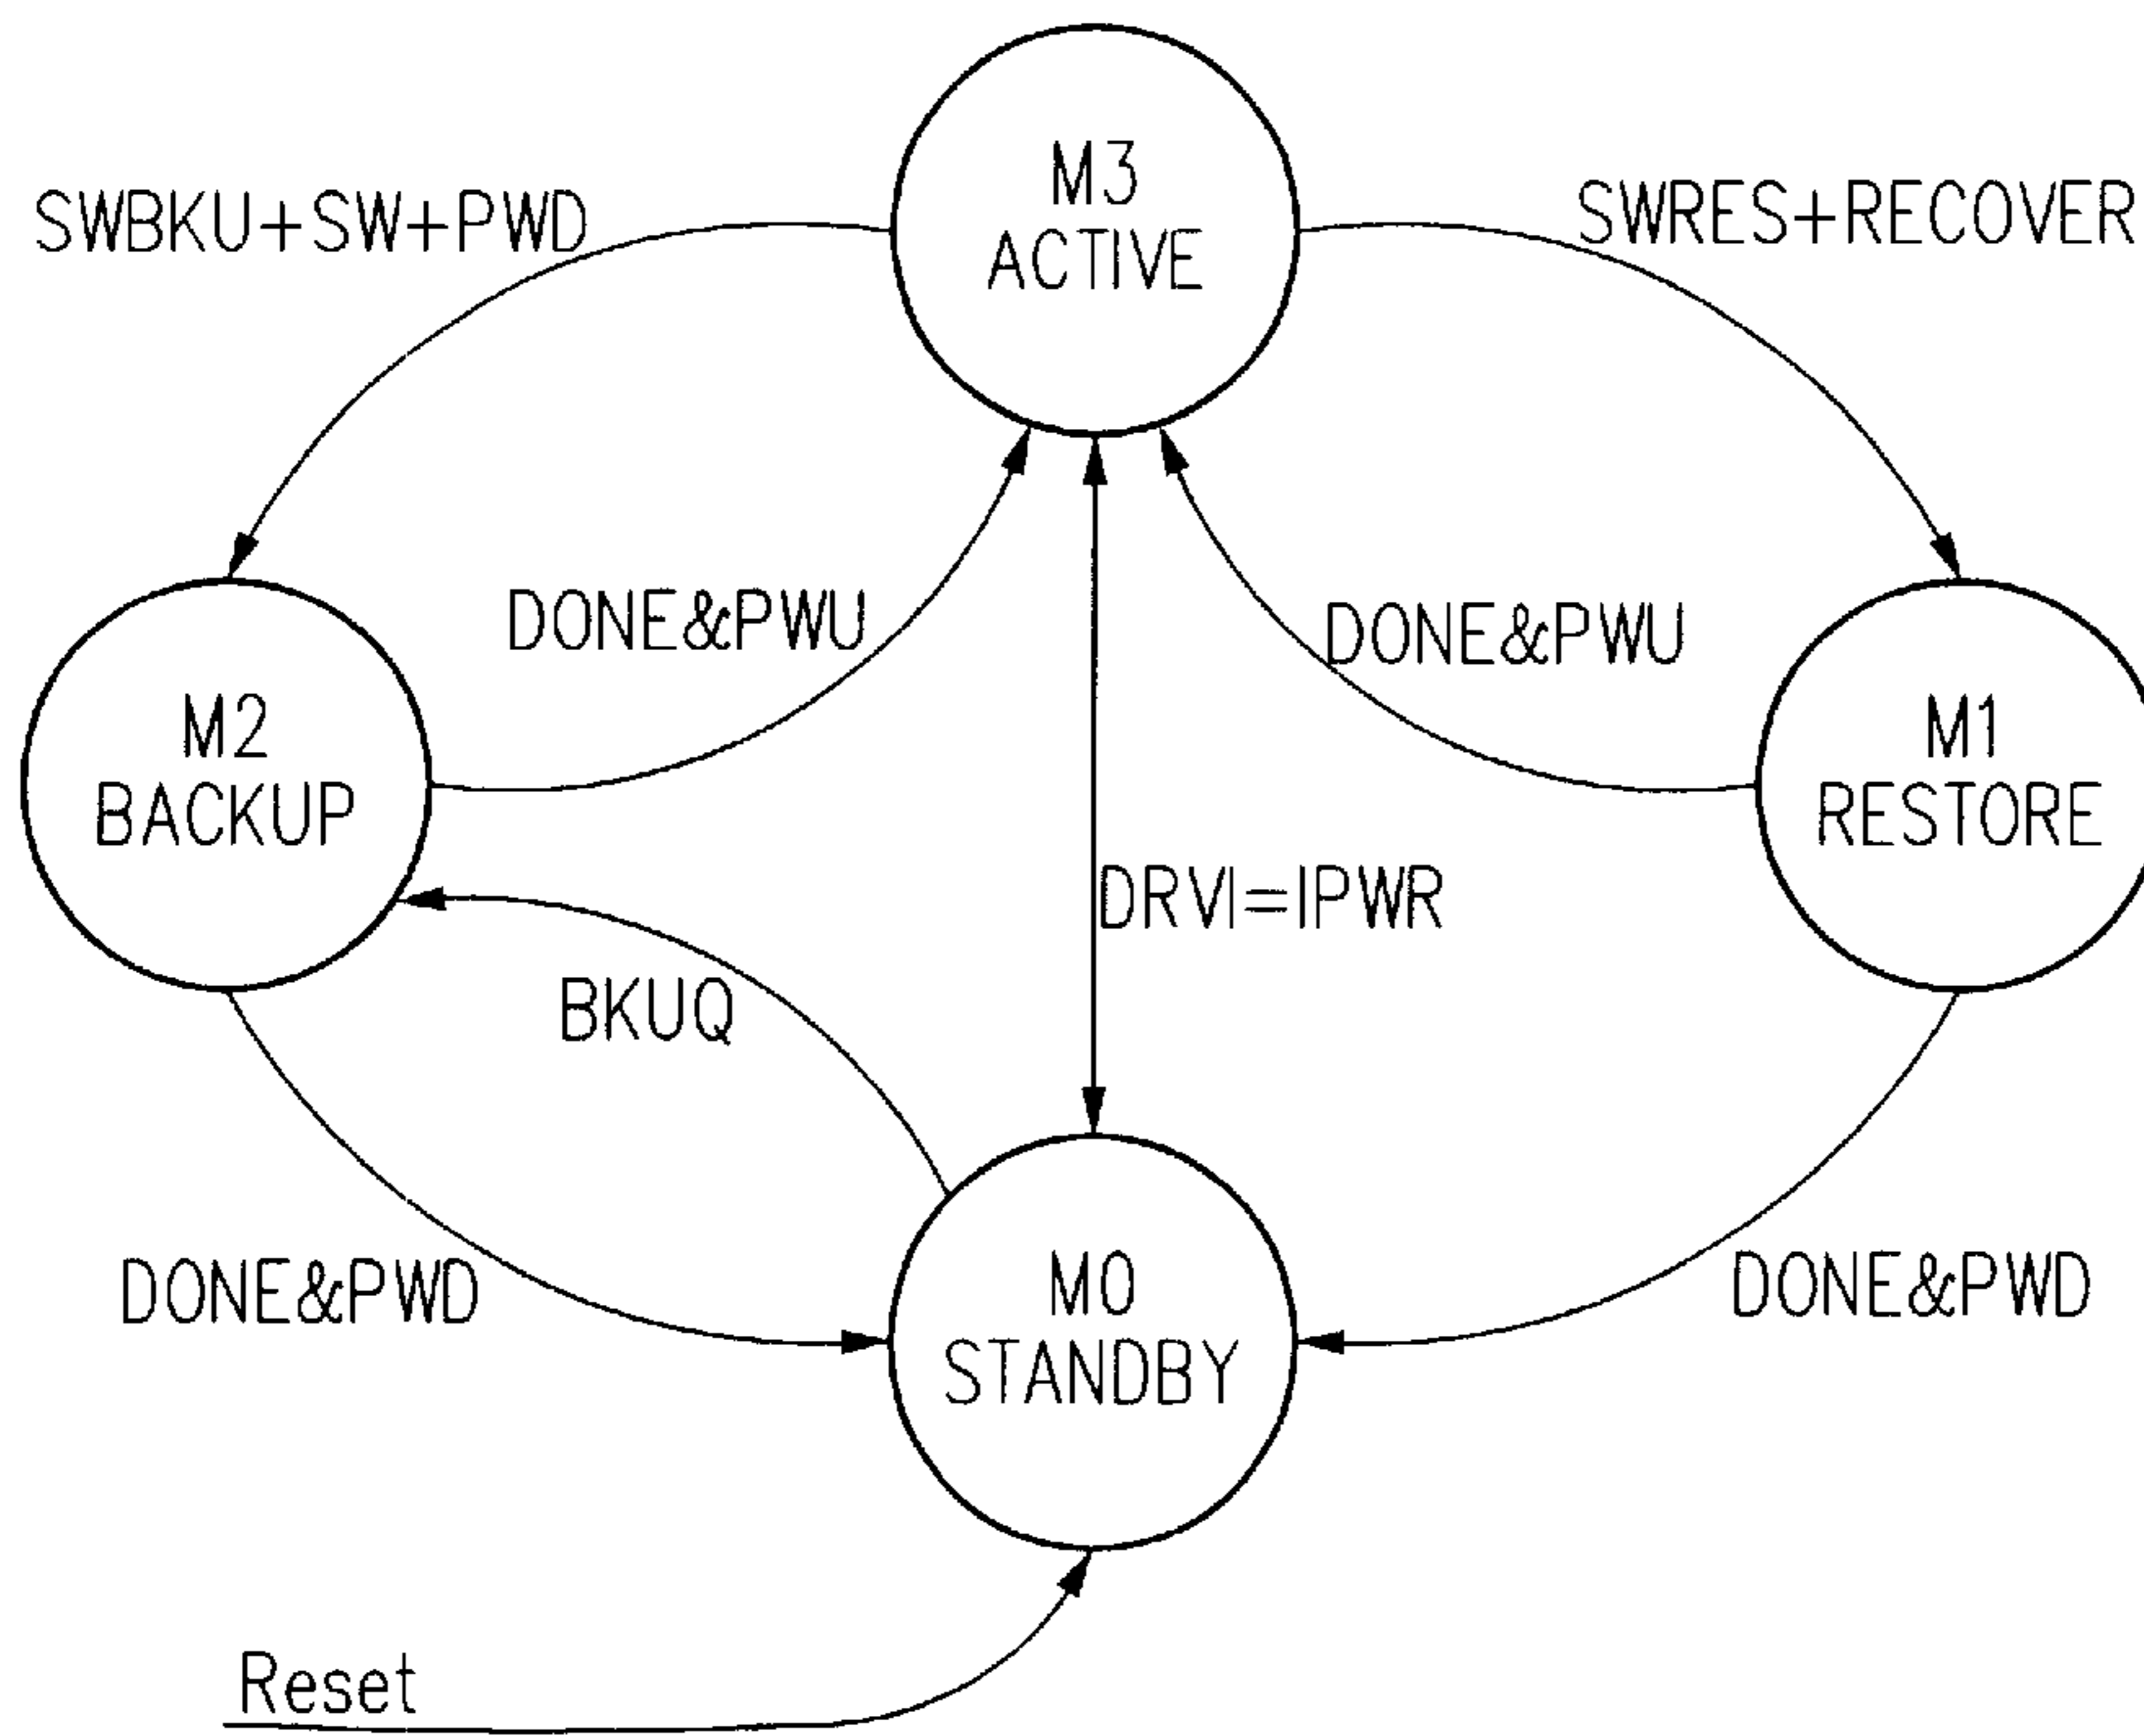 M3
ACTIVE
SWBKU+SW+PWD
SWRES+RECOVER
DONE&PWU
DONE&PWU
M2
BACKUP
M1
RESTORE
DRVI=IPWR
BKUQ
DONE&PWD
DONE&PWD
M0
STANDBY
Reset